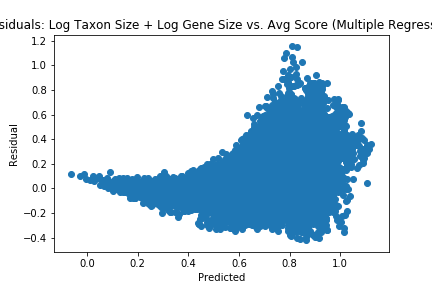 siduals: Log Taxon Size + Log Gene Size vs. Avg Score (Multiple Regress
1.2
1.0
0.8
0.6
0.4
0.2
0.0
−0.2
−0.4
Residual
0.0 0.2 0.4 0.6 0.8 1.0
Predicted